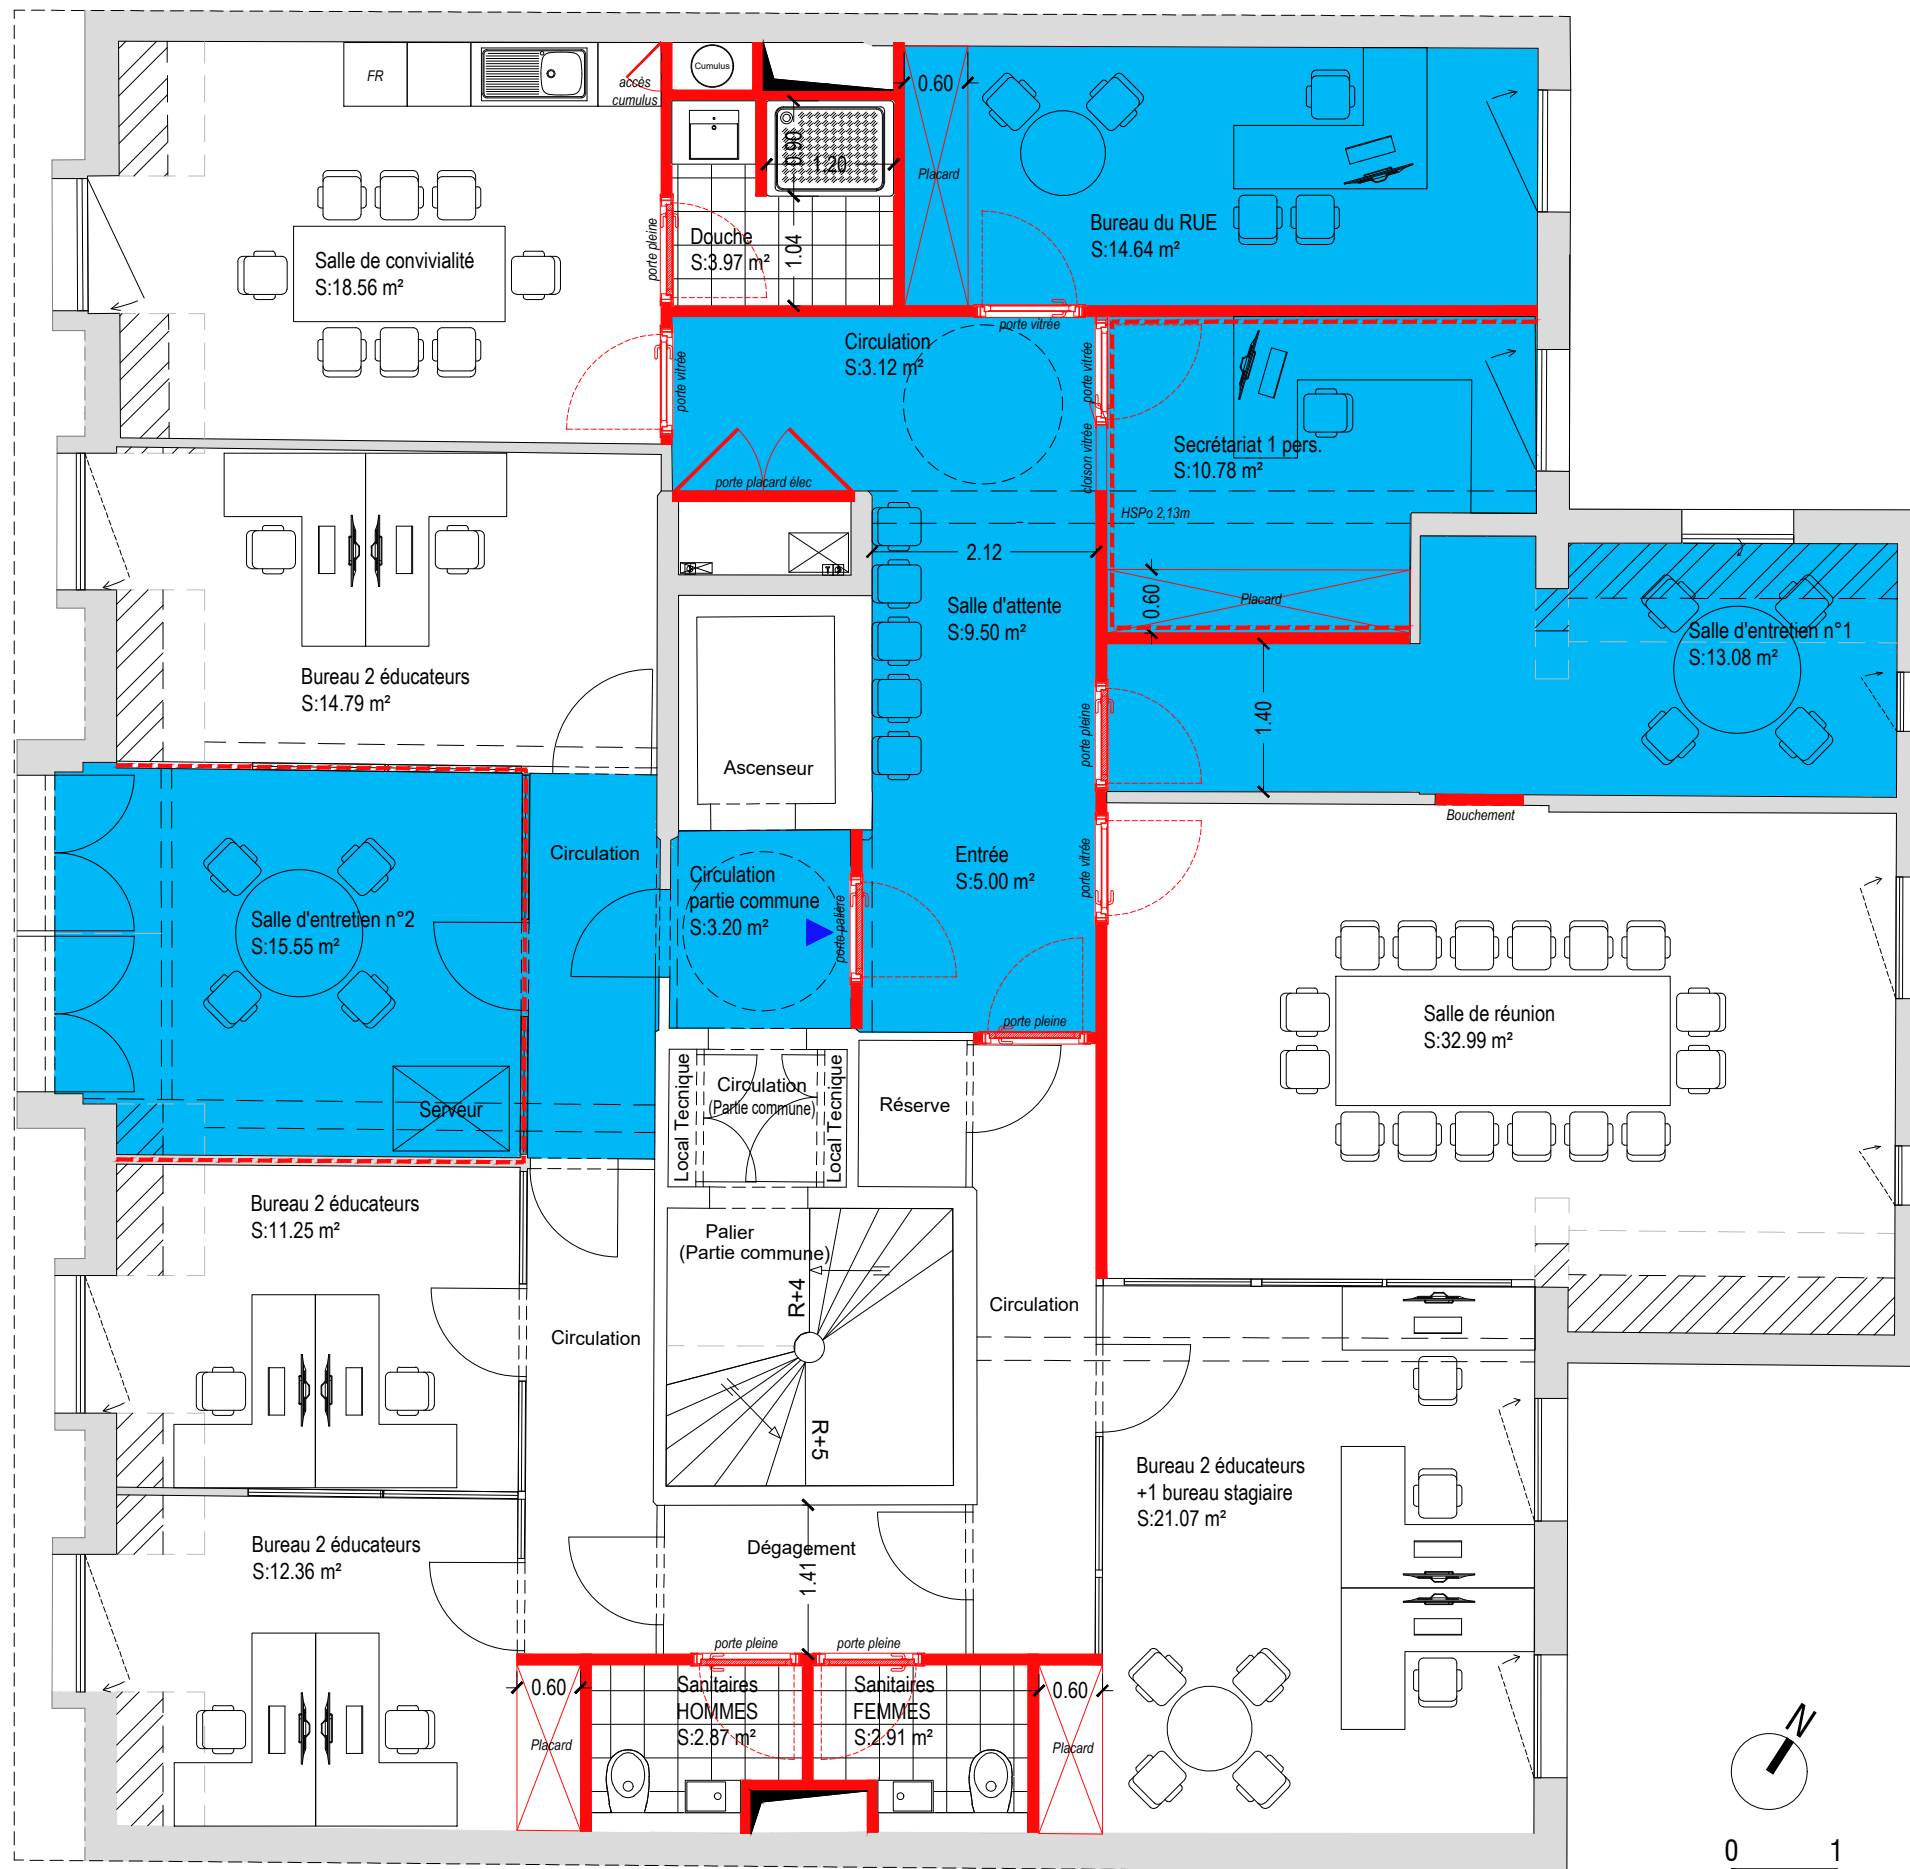 FR
accès
cumulus
Cumulus
0.60
0.90
1.20
Placard
Bureau du RUE
S:14.64 m²
Salle de convivialité
S:18.56 m²
porte pleine
Douche
S:3.97 m²
1.04
porte vitrée
Circulation
S:3.12 m²
porte vitrée
porte vitrée
cloison vitrée
Secrétariat 1 pers.
S:10.78 m²
porte placard élec
HSPo 2,13m
2.12
0.60
Placard
Salle d'attente
S:9.50 m²
Salle d'entretien n°1
S:13.08 m²
Bureau 2 éducateurs
S:14.79 m²
1.40
porte pleine
Ascenseur
Bouchement
Circulation
Entrée
S:5.00 m²
porte vitrée
Circulation
partie commune
S:3.20 m²
porte palière
Salle d'entretien n°2
S:15.55 m²
porte pleine
Salle de réunion
S:32.99 m²
Serveur
Local Tecnique
Circulation
(Partie commune)
Local Tecnique
Réserve
Bureau 2 éducateurs
S:11.25 m²
Palier
(Partie commune)
R+4
Circulation
Circulation
R+5
Bureau 2 éducateurs
+1 bureau stagiaire
S:21.07 m²
Bureau 2 éducateurs
S:12.36 m²
Dégagement
1.41
porte pleine
porte pleine
0.60
Placard
Sanitaires
HOMMES
S:2.87 m²
Sanitaires
FEMMES
S:2.91 m²
0.60
Placard
N
0 1